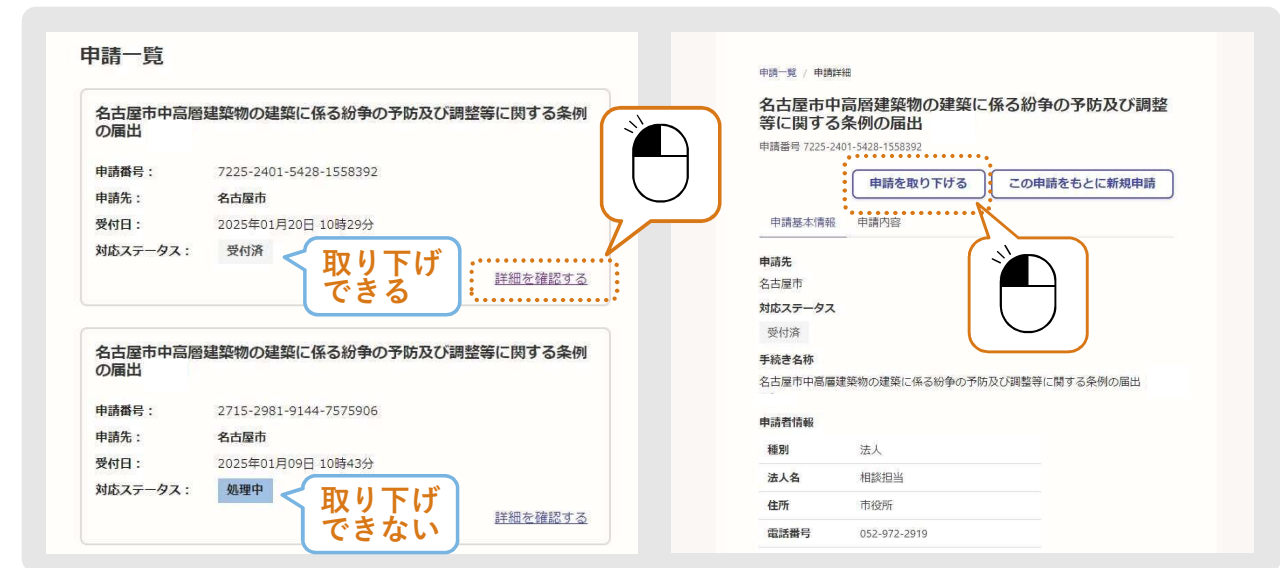 申請一覧
名古屋市中高層建築物の建築に係る紛争の予防及び調整等に関する条例
の届出
申請番号： 7225-2401-5428-1558392
申請先： 名古屋市
受付日： 2025年01月20日 10時29分
対応ステータス： 受付済
取り下げ
できる
詳細を確認する
名古屋市中高層建築物の建築に係る紛争の予防及び調整等に関する条例
の届出
申請番号： 2715-2981-9144-7575906
申請先： 名古屋市
受付日： 2025年01月09日 10時43分
対応ステータス： 処理中
取り下げ
できない
詳細を確認する
申請一覧 / 申請詳細
名古屋市中高層建築物の建築に係る紛争の予防及び調整
等に関する条例の届出
申請番号 7225-2401-5428-1558392
申請を取り下げる この申請をもとに新規申請
申請基本情報 申請内容
申請先
名古屋市
対応ステータス
受付済
手続き名称
名古屋市中高層建築物の建築に係る紛争の予防及び調整等に関する条例の届出
申請者情報
種別 法人
法人名 相談担当
住所 市役所
電話番号 052-972-2919